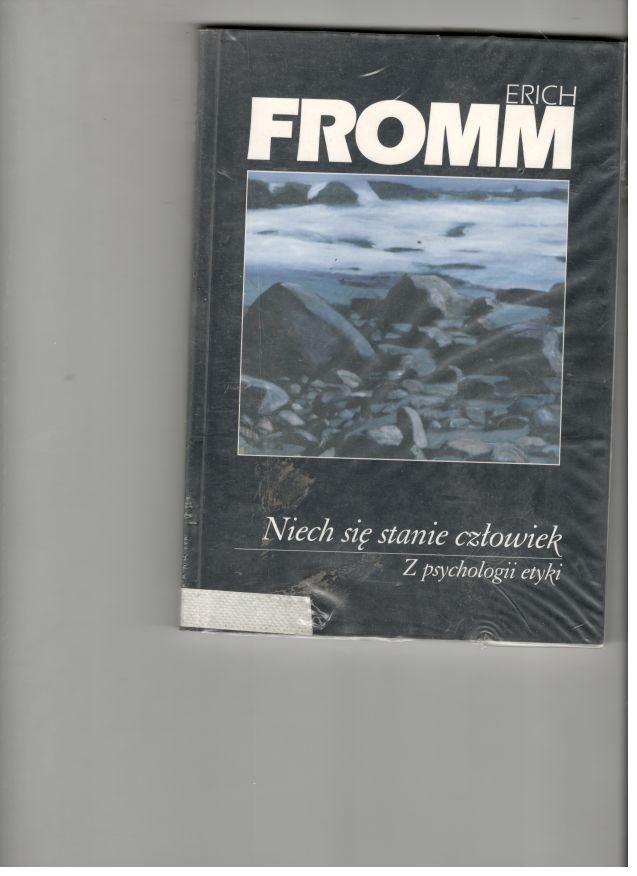 ERICH
FROMM
Niech się stanie człowiek
Z psychologii etyki